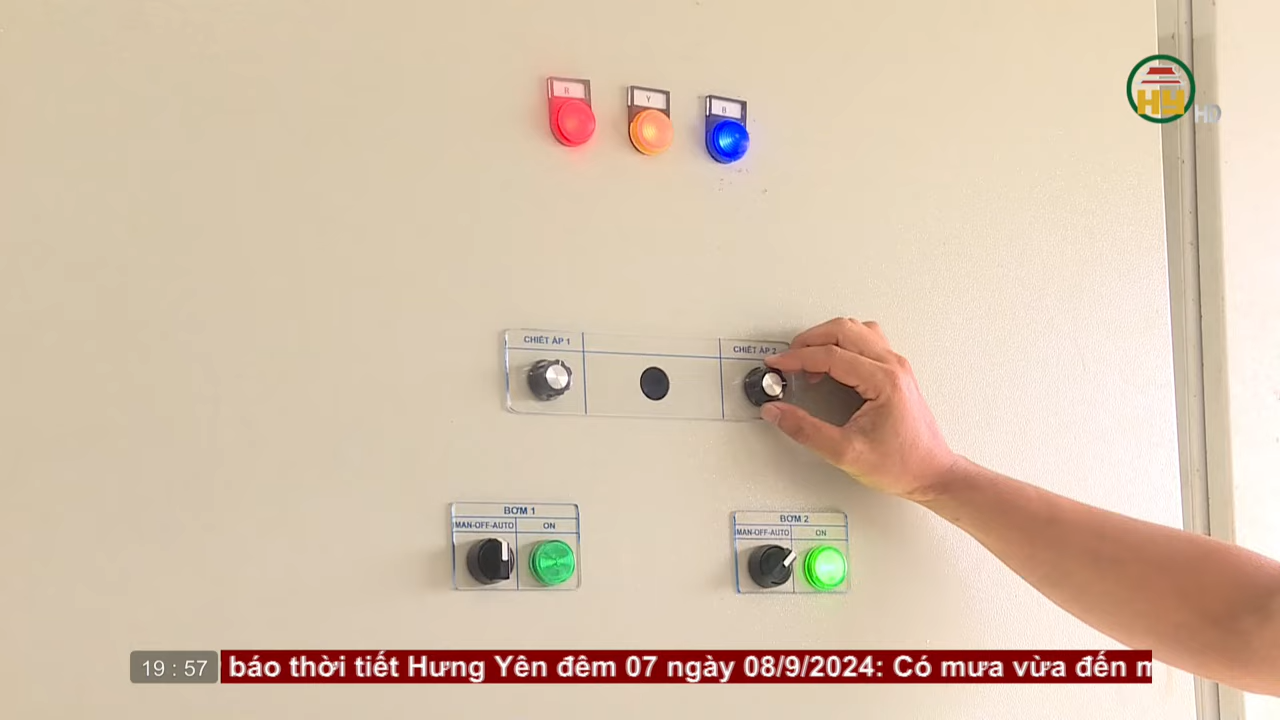 HY HD
R
Y
B
CHIẾT ÁP 1
CHIẾT ÁP 2
BƠM 1
MAN-OFF-AUTO ON
BƠM 2
MAN-OFF-AUTO ON
19 : 57
báo thời tiết Hưng Yên đêm 07 ngày 08/9/2024: Có mưa vừa đến m